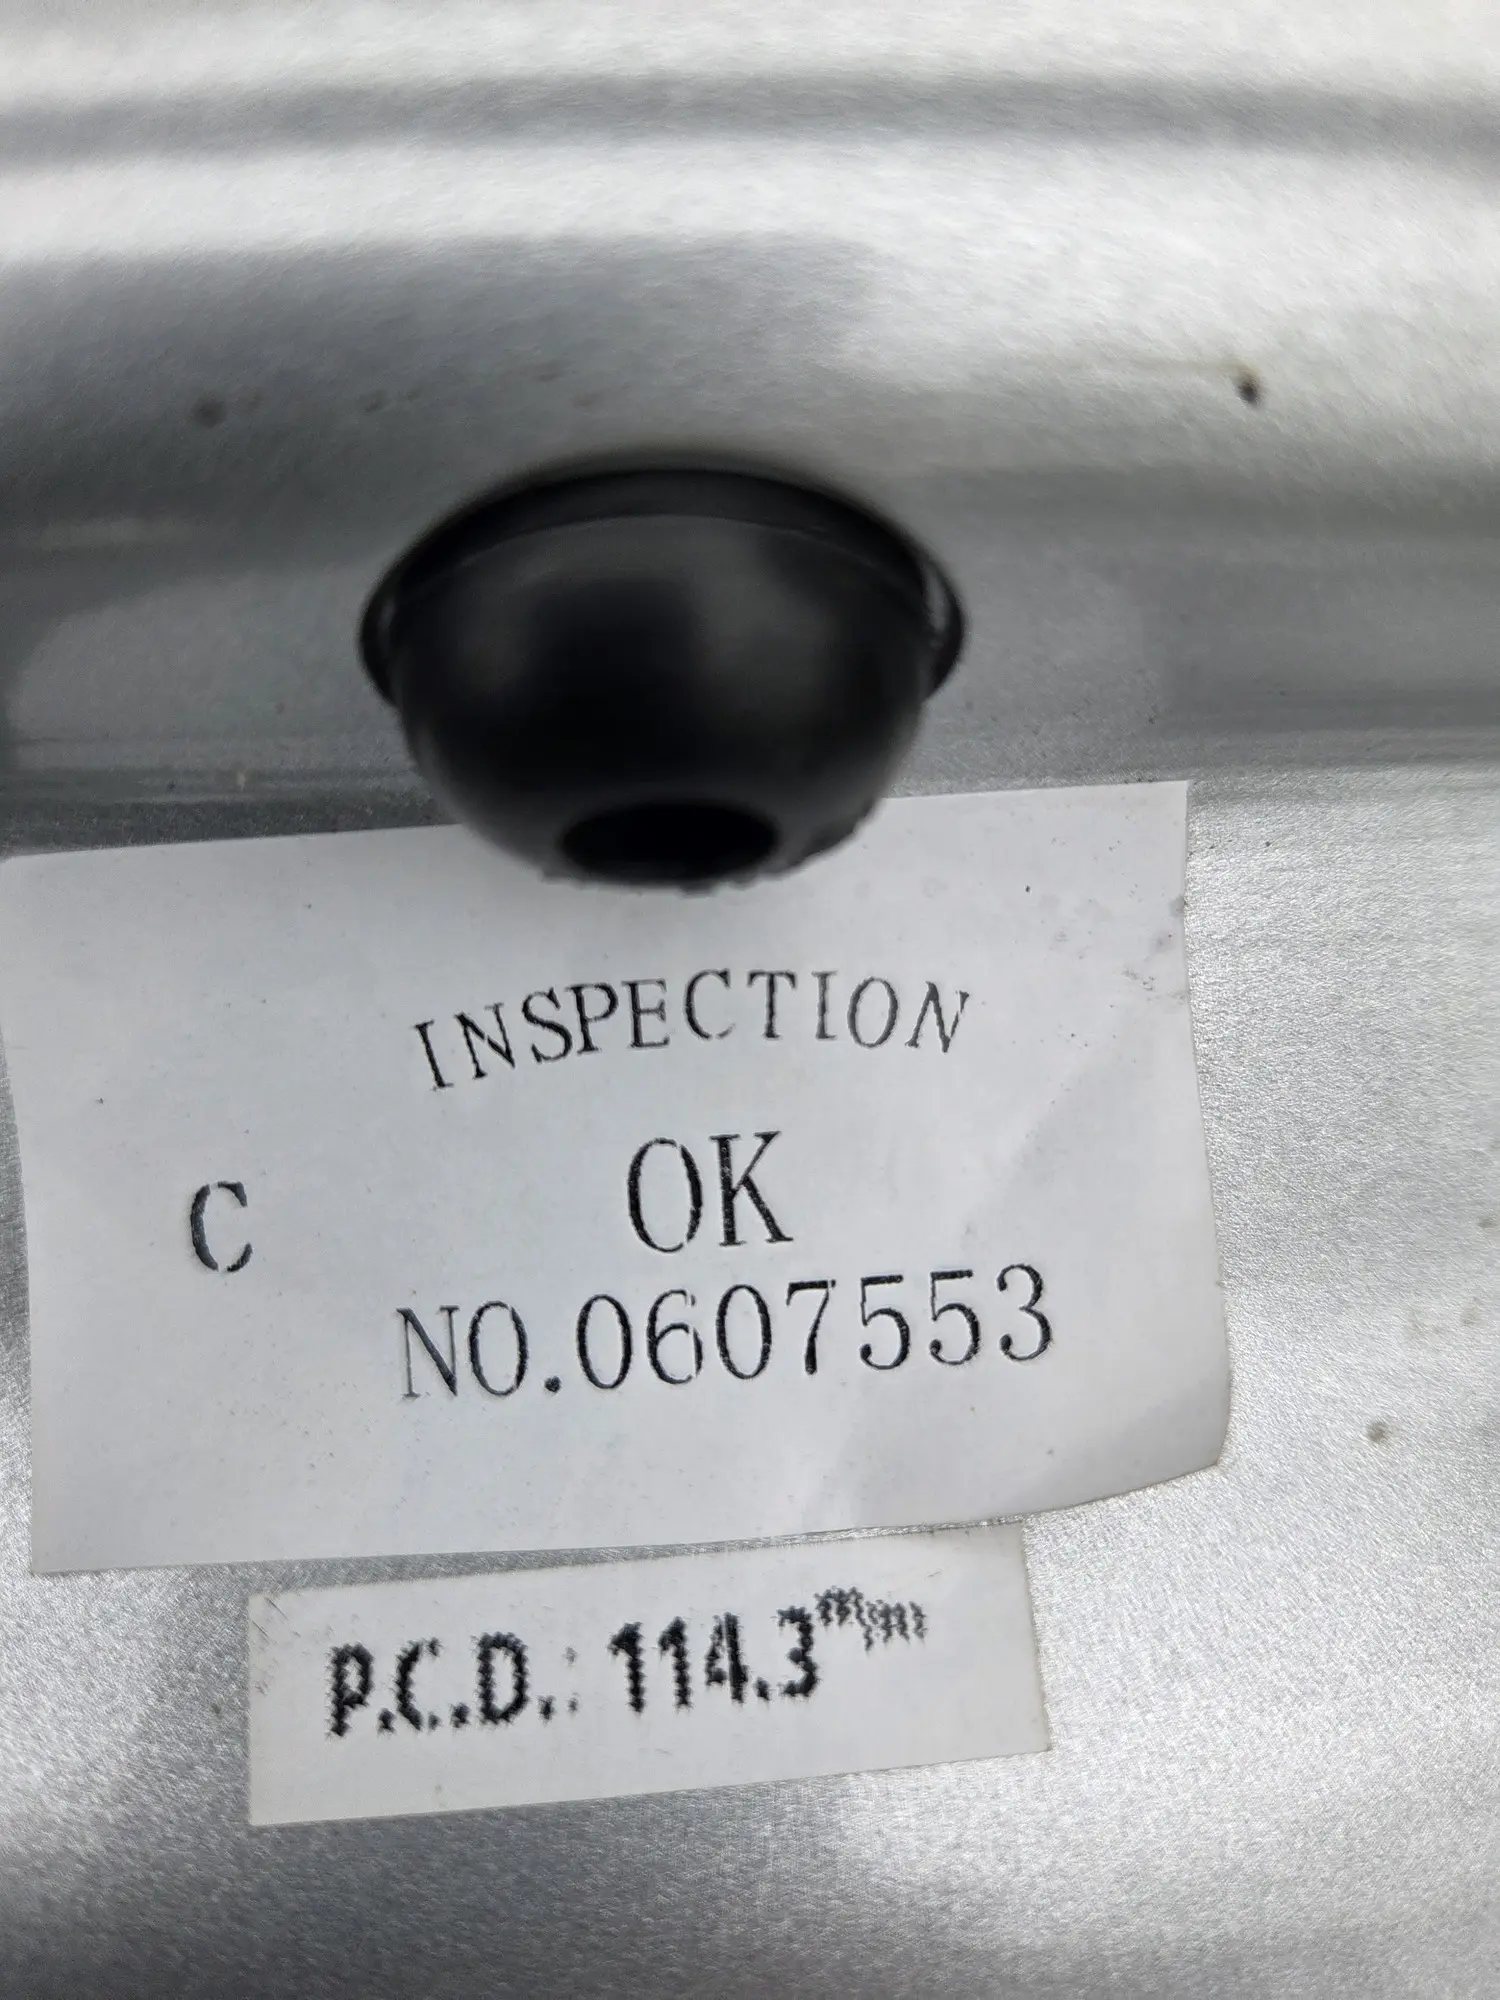 INSPECTION
OK
C
NO.0607553
P.C.D.: 114.3mm